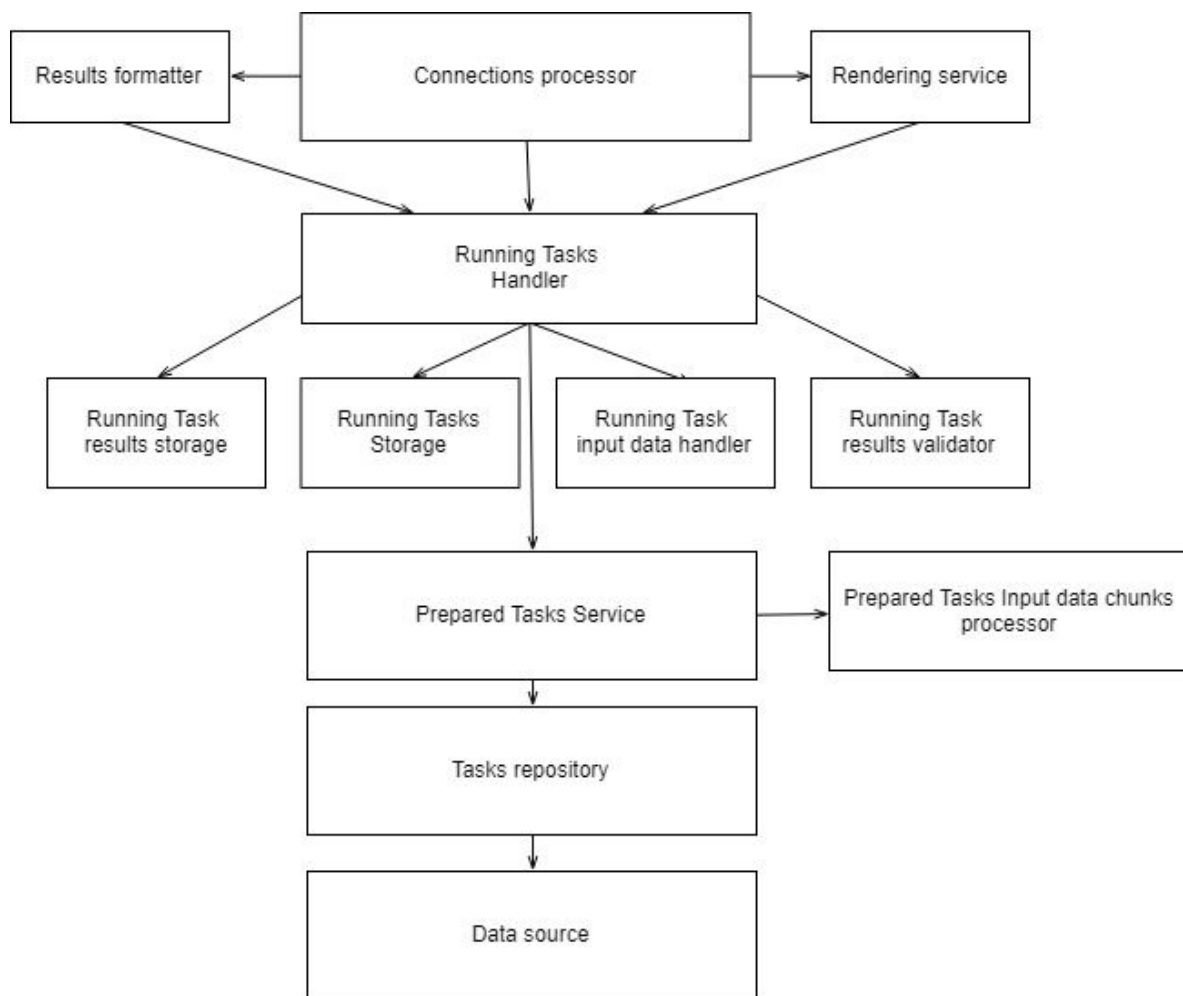 Results formatter
Connections processor
Rendering service
Running Tasks
Handler
Running Task
results storage
Running Tasks
Storage
Running Task
input data handler
Running Task
results validator
Prepared Tasks Service
Prepared Tasks Input data chunks
processor
Tasks repository
Data source